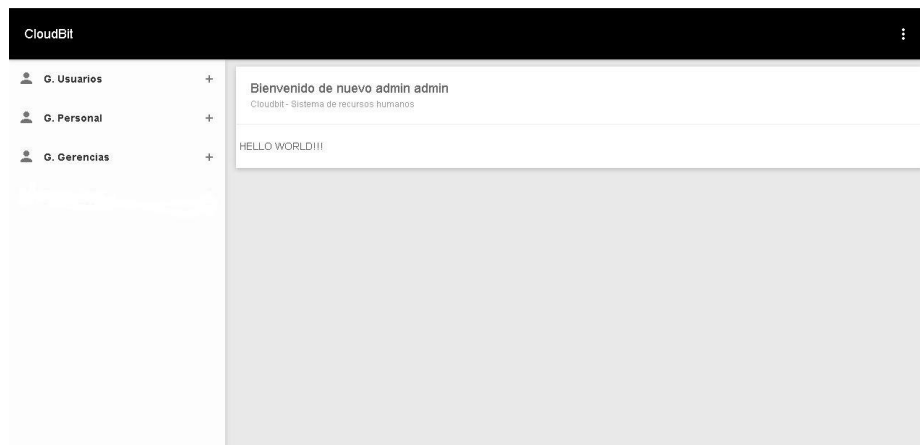 CloudBit
G. Usuarios +
G. Personal +
G. Gerencias +
Bienvenido de nuevo admin admin
Cloudbit - Sistema de recursos humanos
HELLO WORLD!!!